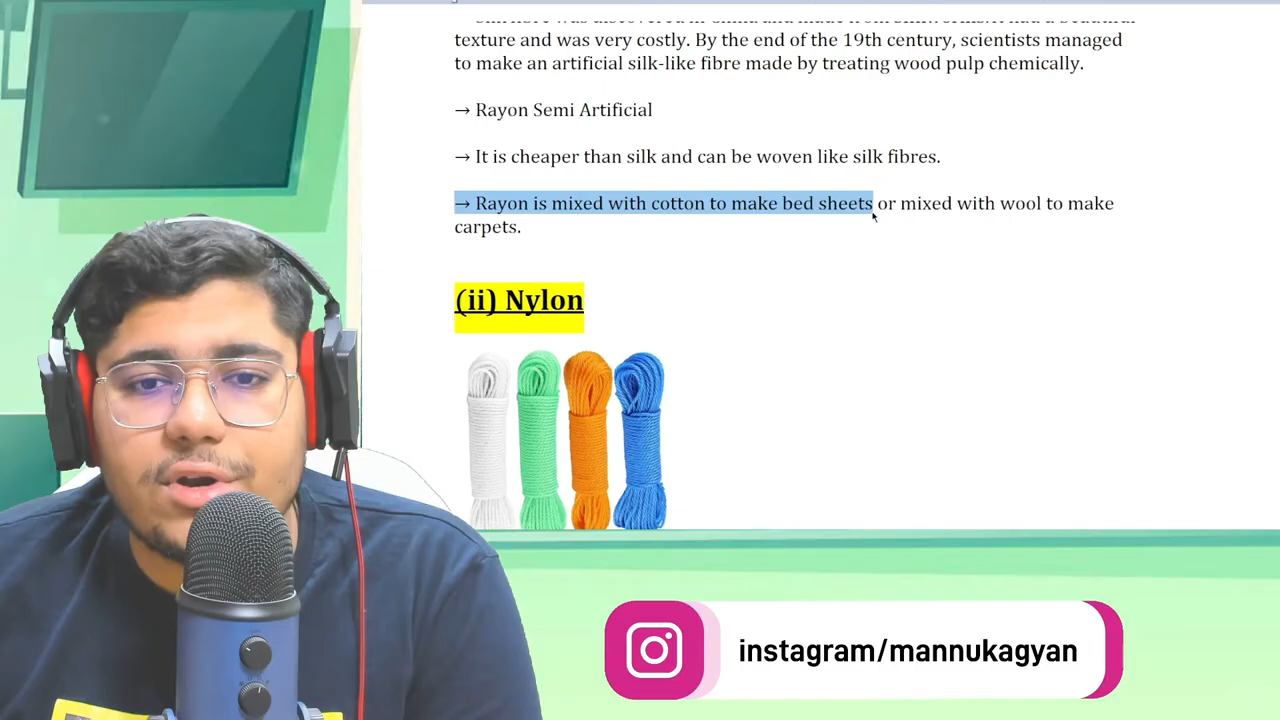 texture and was very costly. By the end of the 19th century, scientists managed
to make an artificial silk-like fibre made by treating wood pulp chemically.
→ Rayon Semi Artificial
→ It is cheaper than silk and can be woven like silk fibres.
→ Rayon is mixed with cotton to make bed sheets or mixed with wool to make
carpets.
(ii) Nylon
instagram/mannukagyan